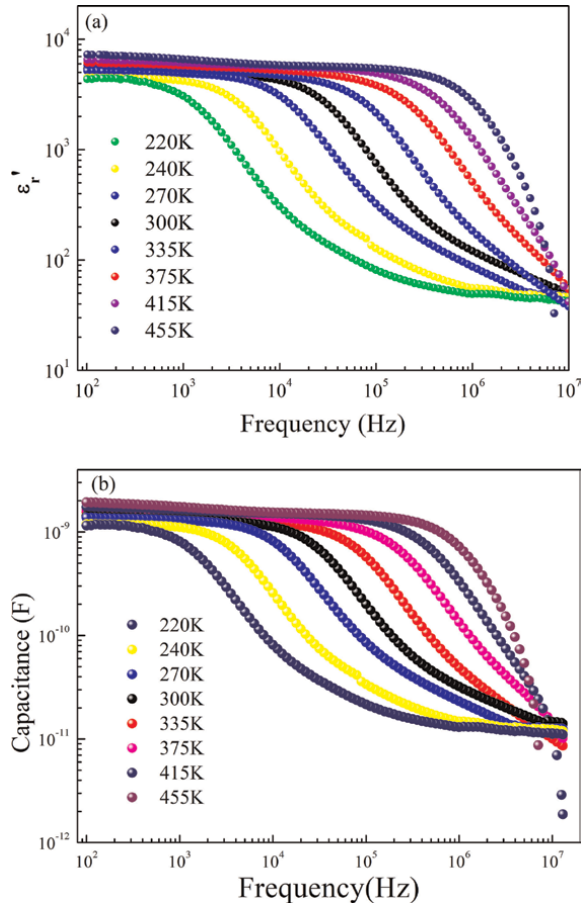 (a)
10⁴
10³
10²
10¹
εᵣ'
220K
240K
270K
300K
335K
375K
415K
455K
10² 10³ 10⁴ 10⁵ 10⁶ 10⁷
Frequency (Hz)
(b)
10⁻⁹
10⁻¹⁰
10⁻¹¹
10⁻¹²
Capacitance (F)
220K
240K
270K
300K
335K
375K
415K
455K
10² 10³ 10⁴ 10⁵ 10⁶ 10⁷
Frequency(Hz)